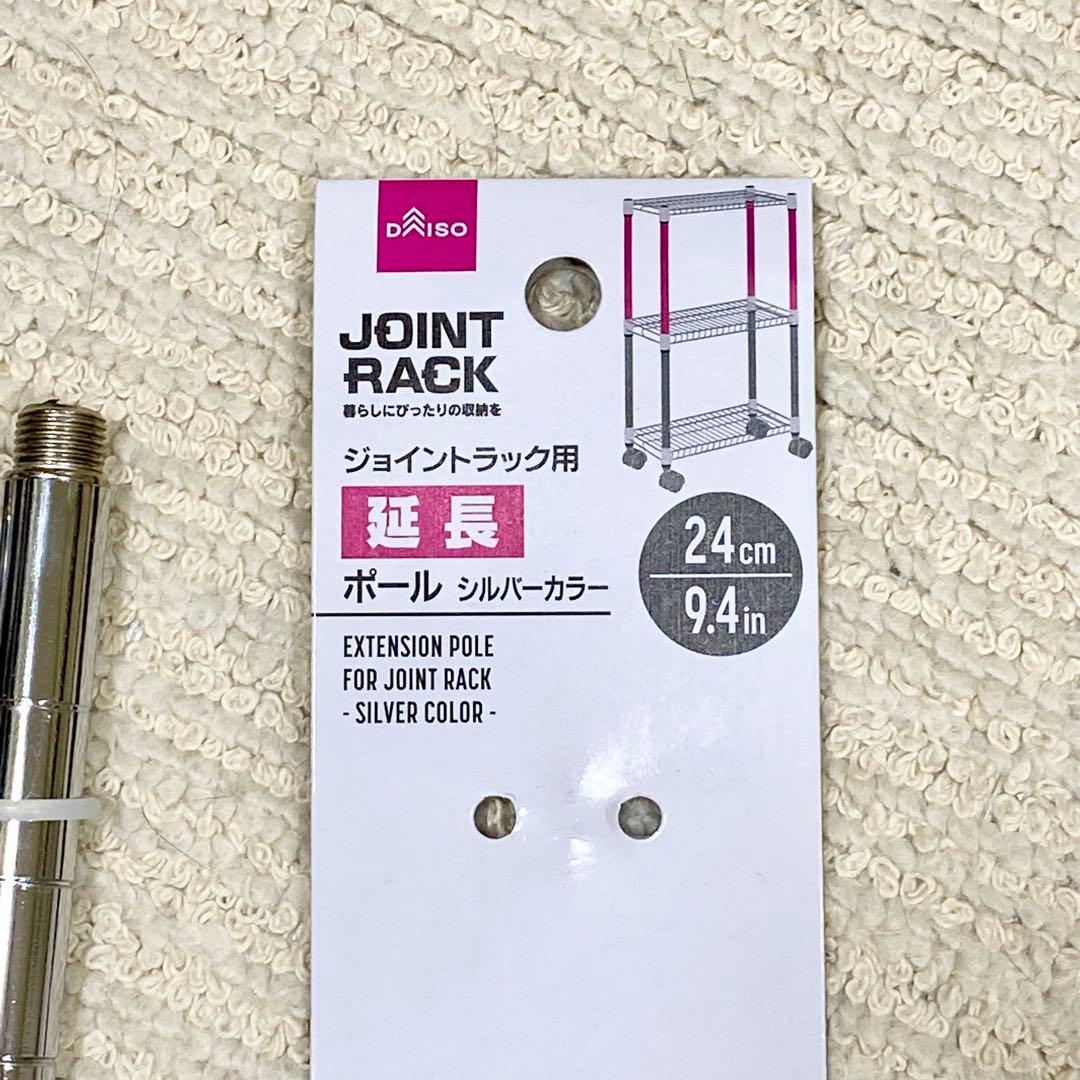 DAISO
JOINT
RACK
暮らしにぴったりの収納を
ジョイントラック用
延長
ポール シルバーカラー
24cm
9.4in
EXTENSION POLE
FOR JOINT RACK
- SILVER COLOR -